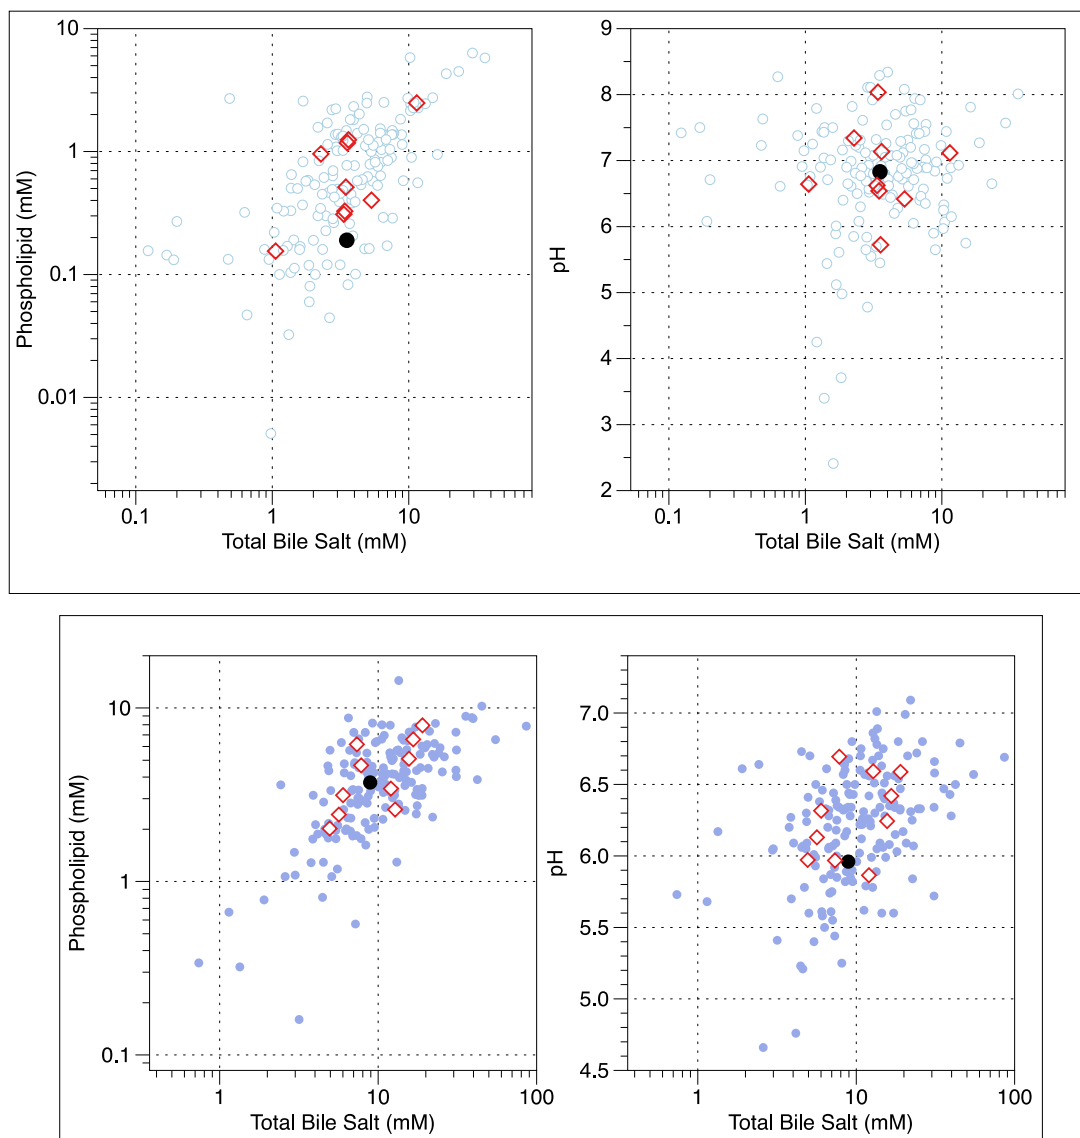 10
1
0.1
0.01
Phospholipid (mM)
0.1 1 10
Total Bile Salt (mM)
9
8
7
6
5
4
3
2
pH
0.1 1 10
Total Bile Salt (mM)
10
1
0.1
Phospholipid (mM)
1 10 100
Total Bile Salt (mM)
7.0
6.5
6.0
5.5
5.0
4.5
pH
1 10 100
Total Bile Salt (mM)